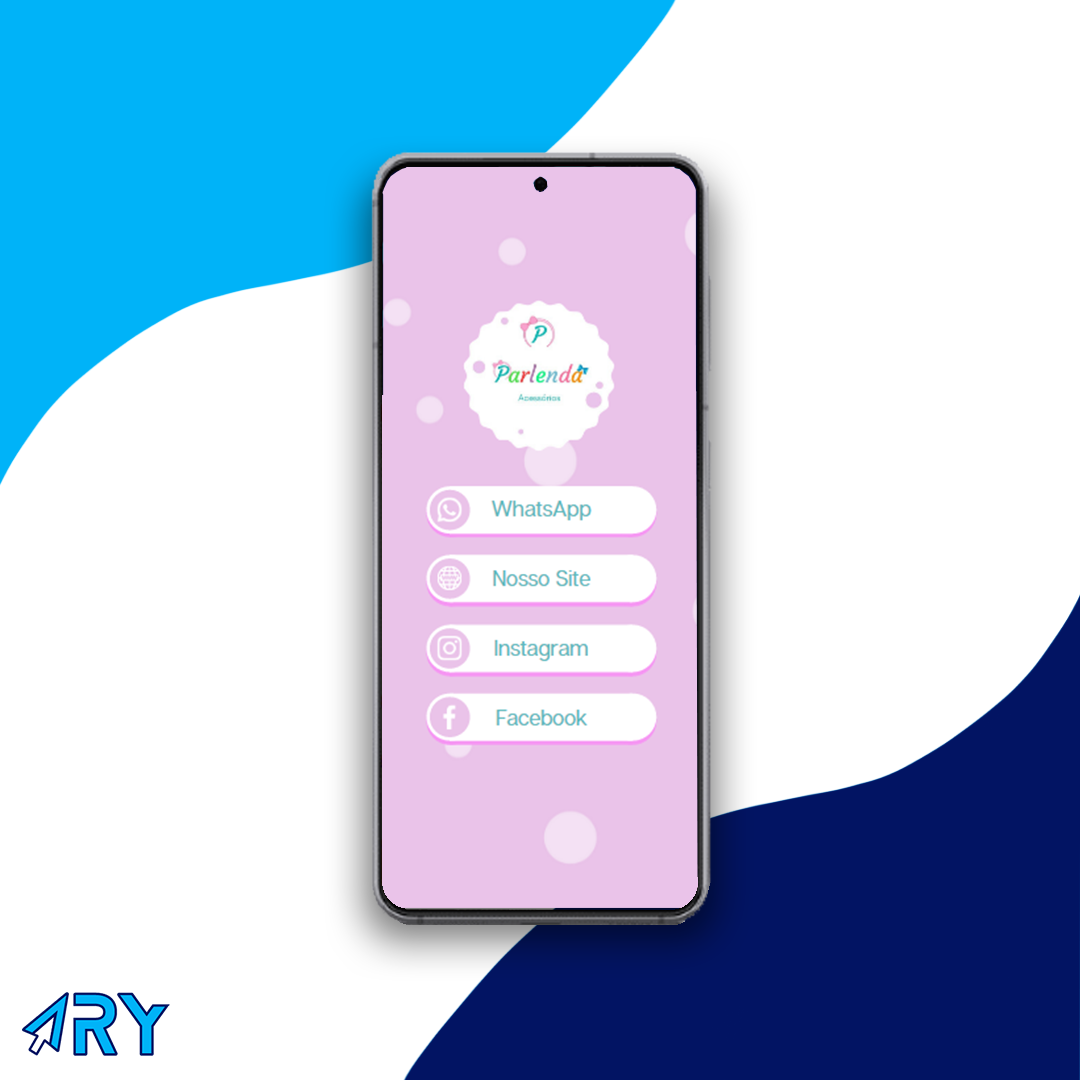 P
Parlenda
Acessórios
WhatsApp
Nosso Site
Instagram
Facebook
ARY